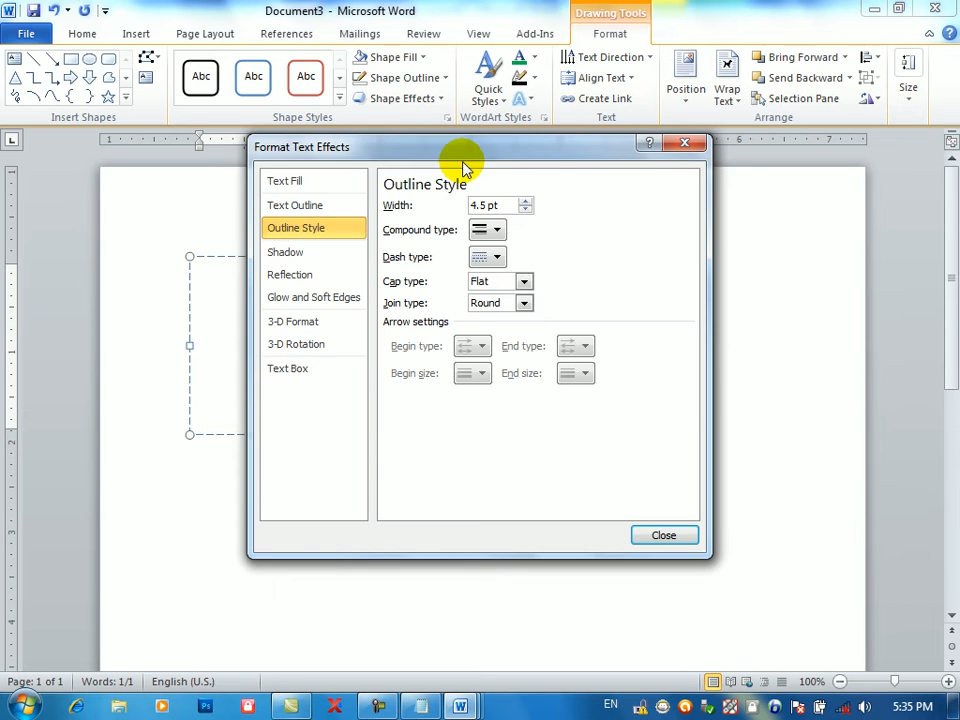 Document3 - Microsoft Word
Drawing Tools
File
Home
Insert
Page Layout
References
Mailings
Review
View
Add-Ins
Format
Abc
Abc
Abc
Shape Fill
Shape Outline
Shape Effects
Quick
Styles
Text Direction
Align Text
Create Link
Position
Wrap
Text
Bring Forward
Send Backward
Selection Pane
Size
Insert Shapes
Shape Styles
WordArt Styles
Text
Arrange
Format Text Effects
Text Fill
Text Outline
Outline Style
Shadow
Reflection
Glow and Soft Edges
3-D Format
3-D Rotation
Text Box
Outline Style
Width:
4.5 pt
Compound type:
Dash type:
Cap type:
Flat
Join type:
Round
Arrow settings
Begin type:
End type:
Begin size:
End size:
Close
Page: 1 of 1
Words: 1/1
English (U.S.)
100%
EN
5:35 PM